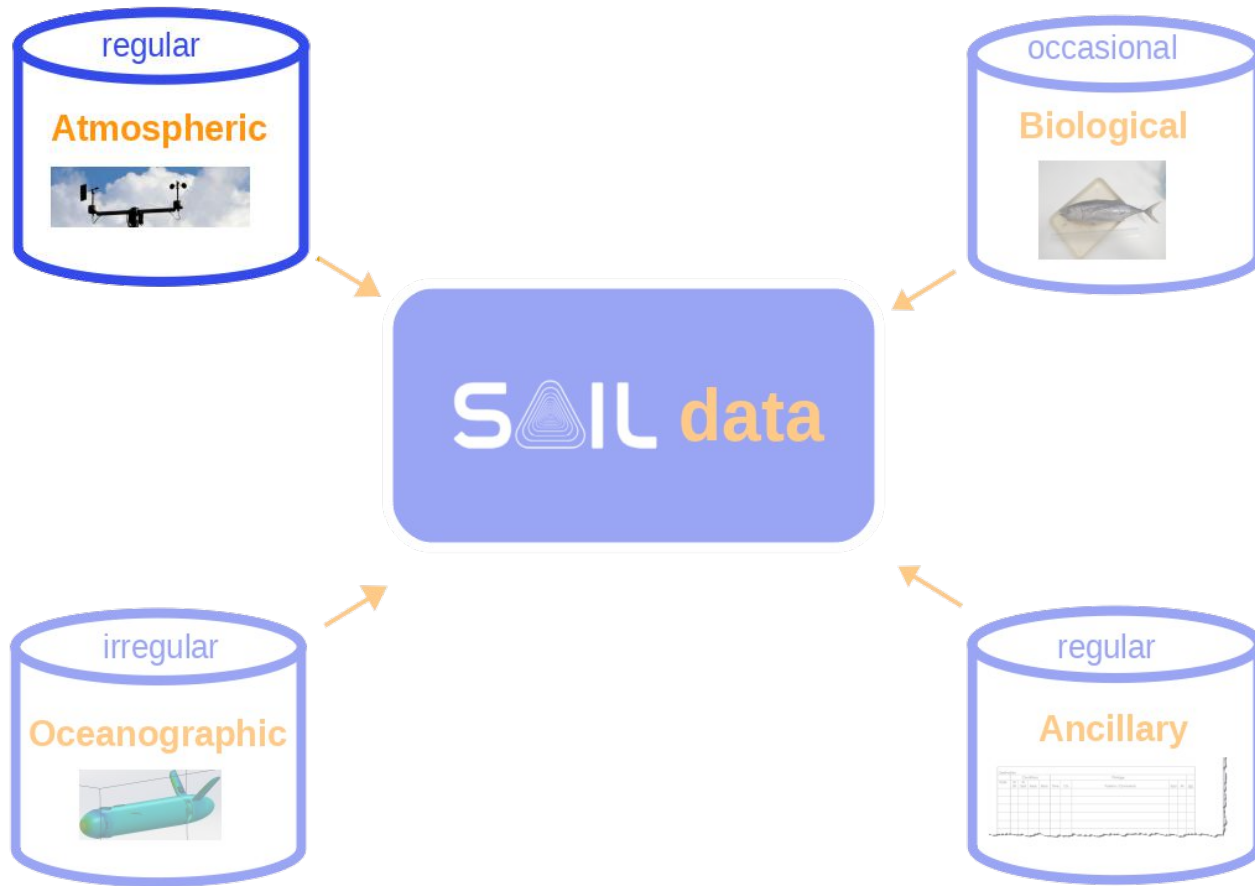 regular
Atmospheric
occasional
Biological
SAIL data
irregular
Oceanographic
regular
Ancillary